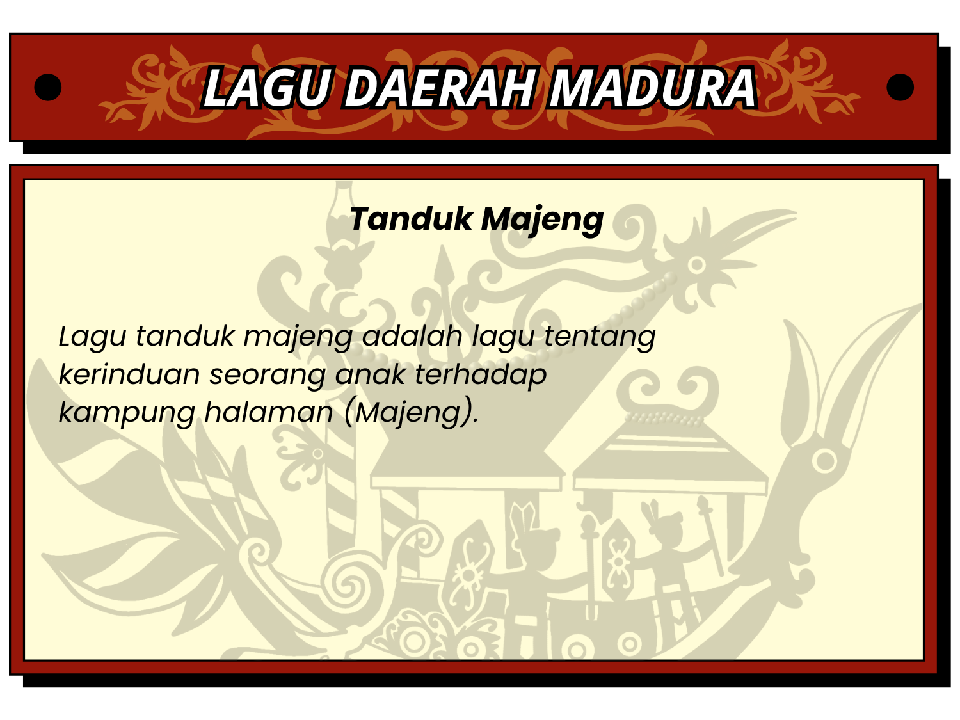 LAGU DAERAH MADURA
Tanduk Majeng
Lagu tanduk majeng adalah lagu tentang
kerinduan seorang anak terhadap
kampung halaman (Majeng).